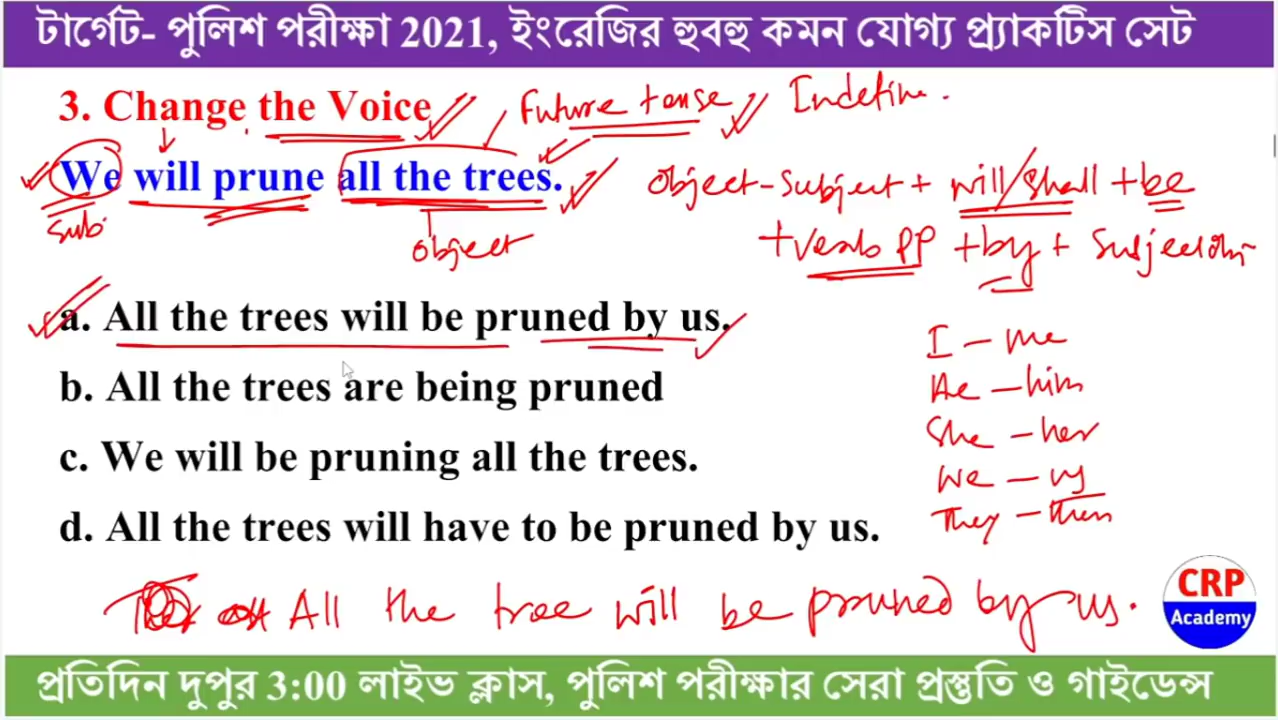 টার্গেট- পুলিশ পরীক্ষা 2021, ইংরেজির হুবহু কমন যোগ্য প্র্যাকটিস সেট
3. Change the Voice Future tense Indefin.
We will prune all the trees. Object-Subject + will/shall + be
Sub. object + Verb PP + by +
a. All the trees will be pruned by us.
I - me
b. All the trees are being pruned He - him
She - her
c. We will be pruning all the trees. We - us
d. All the trees will have to be pruned by us. They - them
All the tree will be pruned by us.
CRP
Academy
প্রতিদিন দুপুর 3:00 লাইভ ক্লাস, পুলিশ পরীক্ষার সেরা প্রস্তুতি ও গাইডেন্স